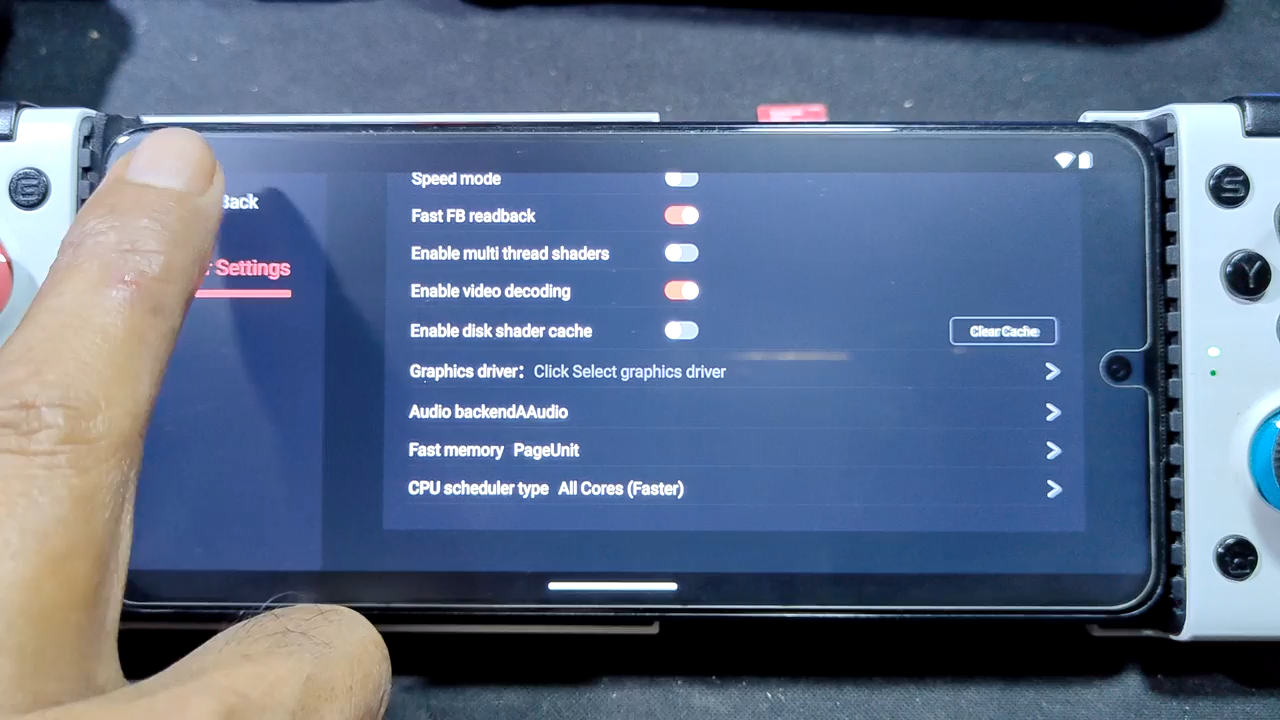 Speed mode
Back
Fast FB readback
Enable multi thread shaders
Settings
Enable video decoding
Enable disk shader cache
Clear Cache
Graphics driver: Click Select graphics driver
Audio backendAAudio
Fast memory PageUnit
CPU scheduler type All Cores (Faster)
S
Y